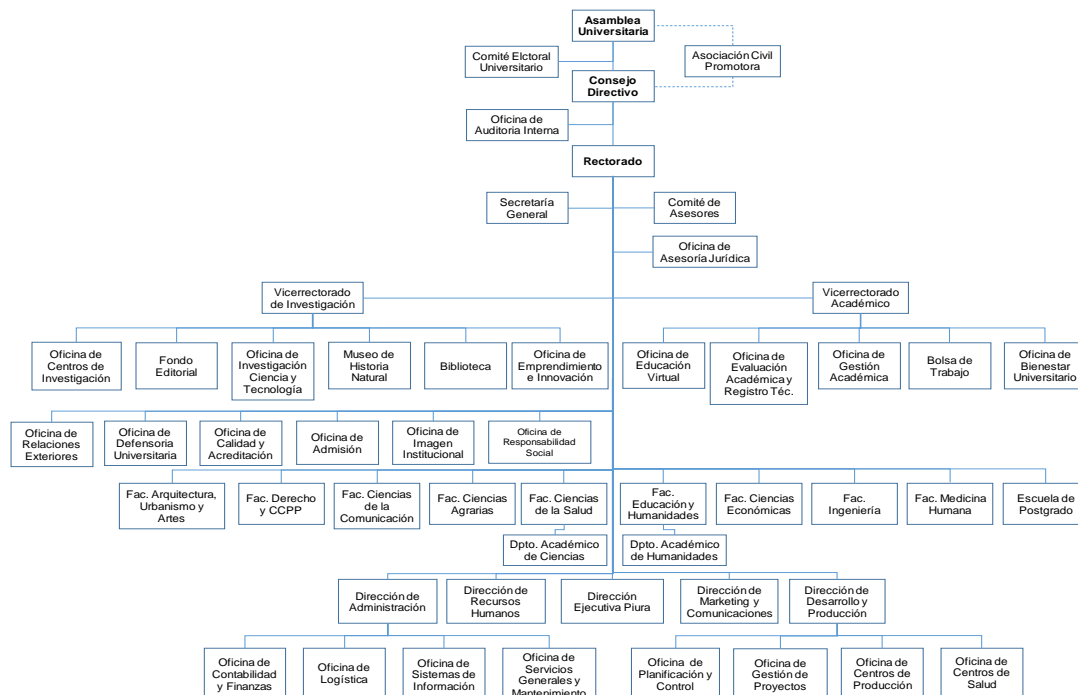 Asamblea
Universitaria
Comité Elctoral
Universitario
Asociación Civil
Promotora
Consejo
Directivo
Oficina de
Auditoria Interna
Rectorado
Secretaría
General
Comité de
Asesores
Oficina de
Asesoría Jurídica
Vicerrectorado
de Investigación
Vicerrectorado
Académico
Oficina de
Centros de
Investigación
Fondo
Editorial
Oficina de
Investigación
Ciencia y
Tecnología
Museo de
Historia
Natural
Biblioteca
Oficina de
Emprendimiento
e Innovación
Oficina de
Educación
Virtual
Oficina de
Evaluación
Académica y
Registro Téc.
Oficina de
Gestión
Académica
Bolsa de
Trabajo
Oficina de
Bienestar
Universitario
Oficina de
Relaciones
Exteriores
Oficina de
Defensoria
Universitaria
Oficina de
Calidad y
Acreditación
Oficina de
Admisión
Oficina de
Imagen
Institucional
Oficina de
Responsabilidad
Social
Fac. Arquitectura,
Urbanismo y
Artes
Fac. Derecho
y CCPP
Fac. Ciencias
de la
Comunicación
Fac. Ciencias
Agrarias
Fac. Ciencias
de la Salud
Fac.
Educación y
Humanidades
Fac. Ciencias
Económicas
Fac.
Ingeniería
Fac. Medicina
Humana
Escuela de
Postgrado
Dpto. Académico
de Ciencias
Dpto. Académico
de Humanidades
Dirección de
Administración
Dirección de
Recursos
Humanos
Dirección
Ejecutiva Piura
Dirección de
Marketing y
Comunicaciones
Dirección de
Desarrollo y
Producción
Oficina de
Contabilidad
y Finanzas
Oficina de
Logística
Oficina de
Sistemas de
Información
Oficina de
Servicios
Generales y
Mantenimiento
Oficina de
Planificación y
Control
Oficina de
Gestión de
Proyectos
Oficina de
Centros de
Producción
Oficina de
Centros de
Salud